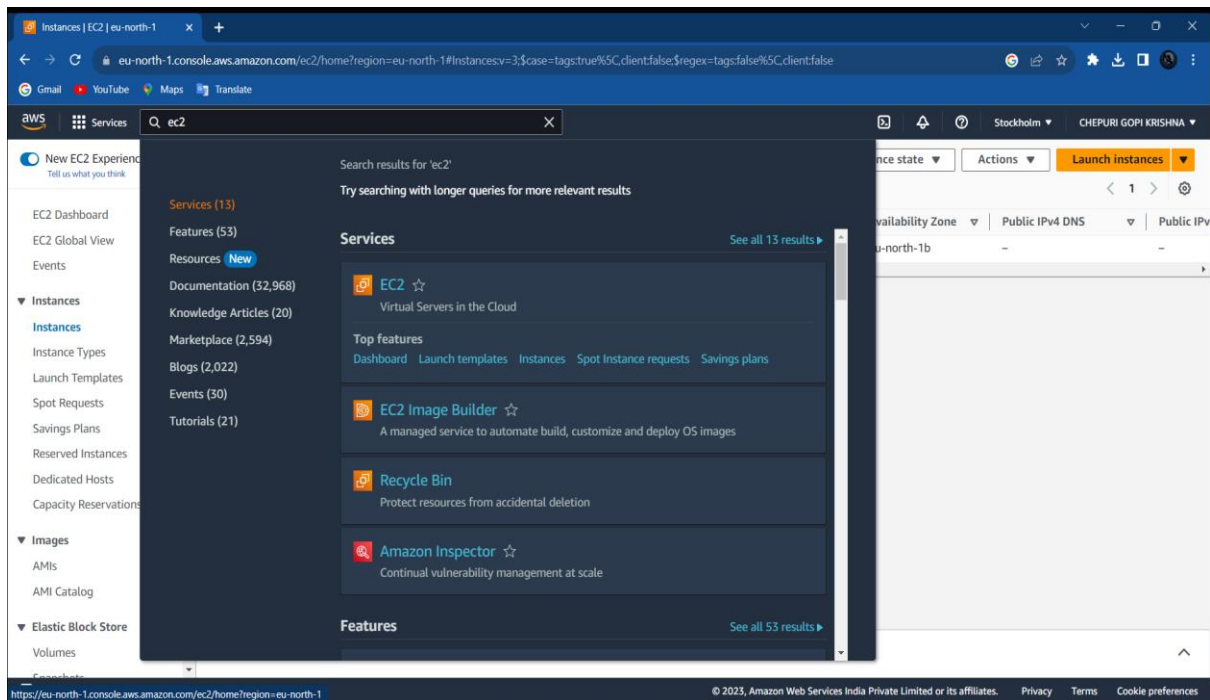 Instances | EC2 | eu-north-1
eu-north-1.console.aws.amazon.com/ec2/home?region=eu-north-1#Instances:v=3;$case=tags:true%5C,client:false;$regex=tags:false%5C,client:false
Gmail YouTube Maps Translate
aws Services ec2 Stockholm CHEPURI GOPI KRISHNA
New EC2 Experienc
Tell us what you think
EC2 Dashboard
EC2 Global View
Events
Instances
Instances
Instance Types
Launch Templates
Spot Requests
Savings Plans
Reserved Instances
Dedicated Hosts
Capacity Reservations
Images
AMIs
AMI Catalog
Elastic Block Store
Volumes
Services (13)
Features (53)
Resources New
Documentation (32,968)
Knowledge Articles (20)
Marketplace (2,594)
Blogs (2,022)
Events (30)
Tutorials (21)
Search results for 'ec2'
Try searching with longer queries for more relevant results
Services See all 13 results
EC2
Virtual Servers in the Cloud
Top features
Dashboard Launch templates Instances Spot Instance requests Savings plans
EC2 Image Builder
A managed service to automate build, customize and deploy OS images
Recycle Bin
Protect resources from accidental deletion
Amazon Inspector
Continual vulnerability management at scale
Features See all 53 results
nce state Actions Launch instances
1
vailability Zone Public IPv4 DNS Public IPv
u-north-1b – –
https://eu-north-1.console.aws.amazon.com/ec2/home?region=eu-north-1
© 2023, Amazon Web Services India Private Limited or its affiliates. Privacy Terms Cookie preferences